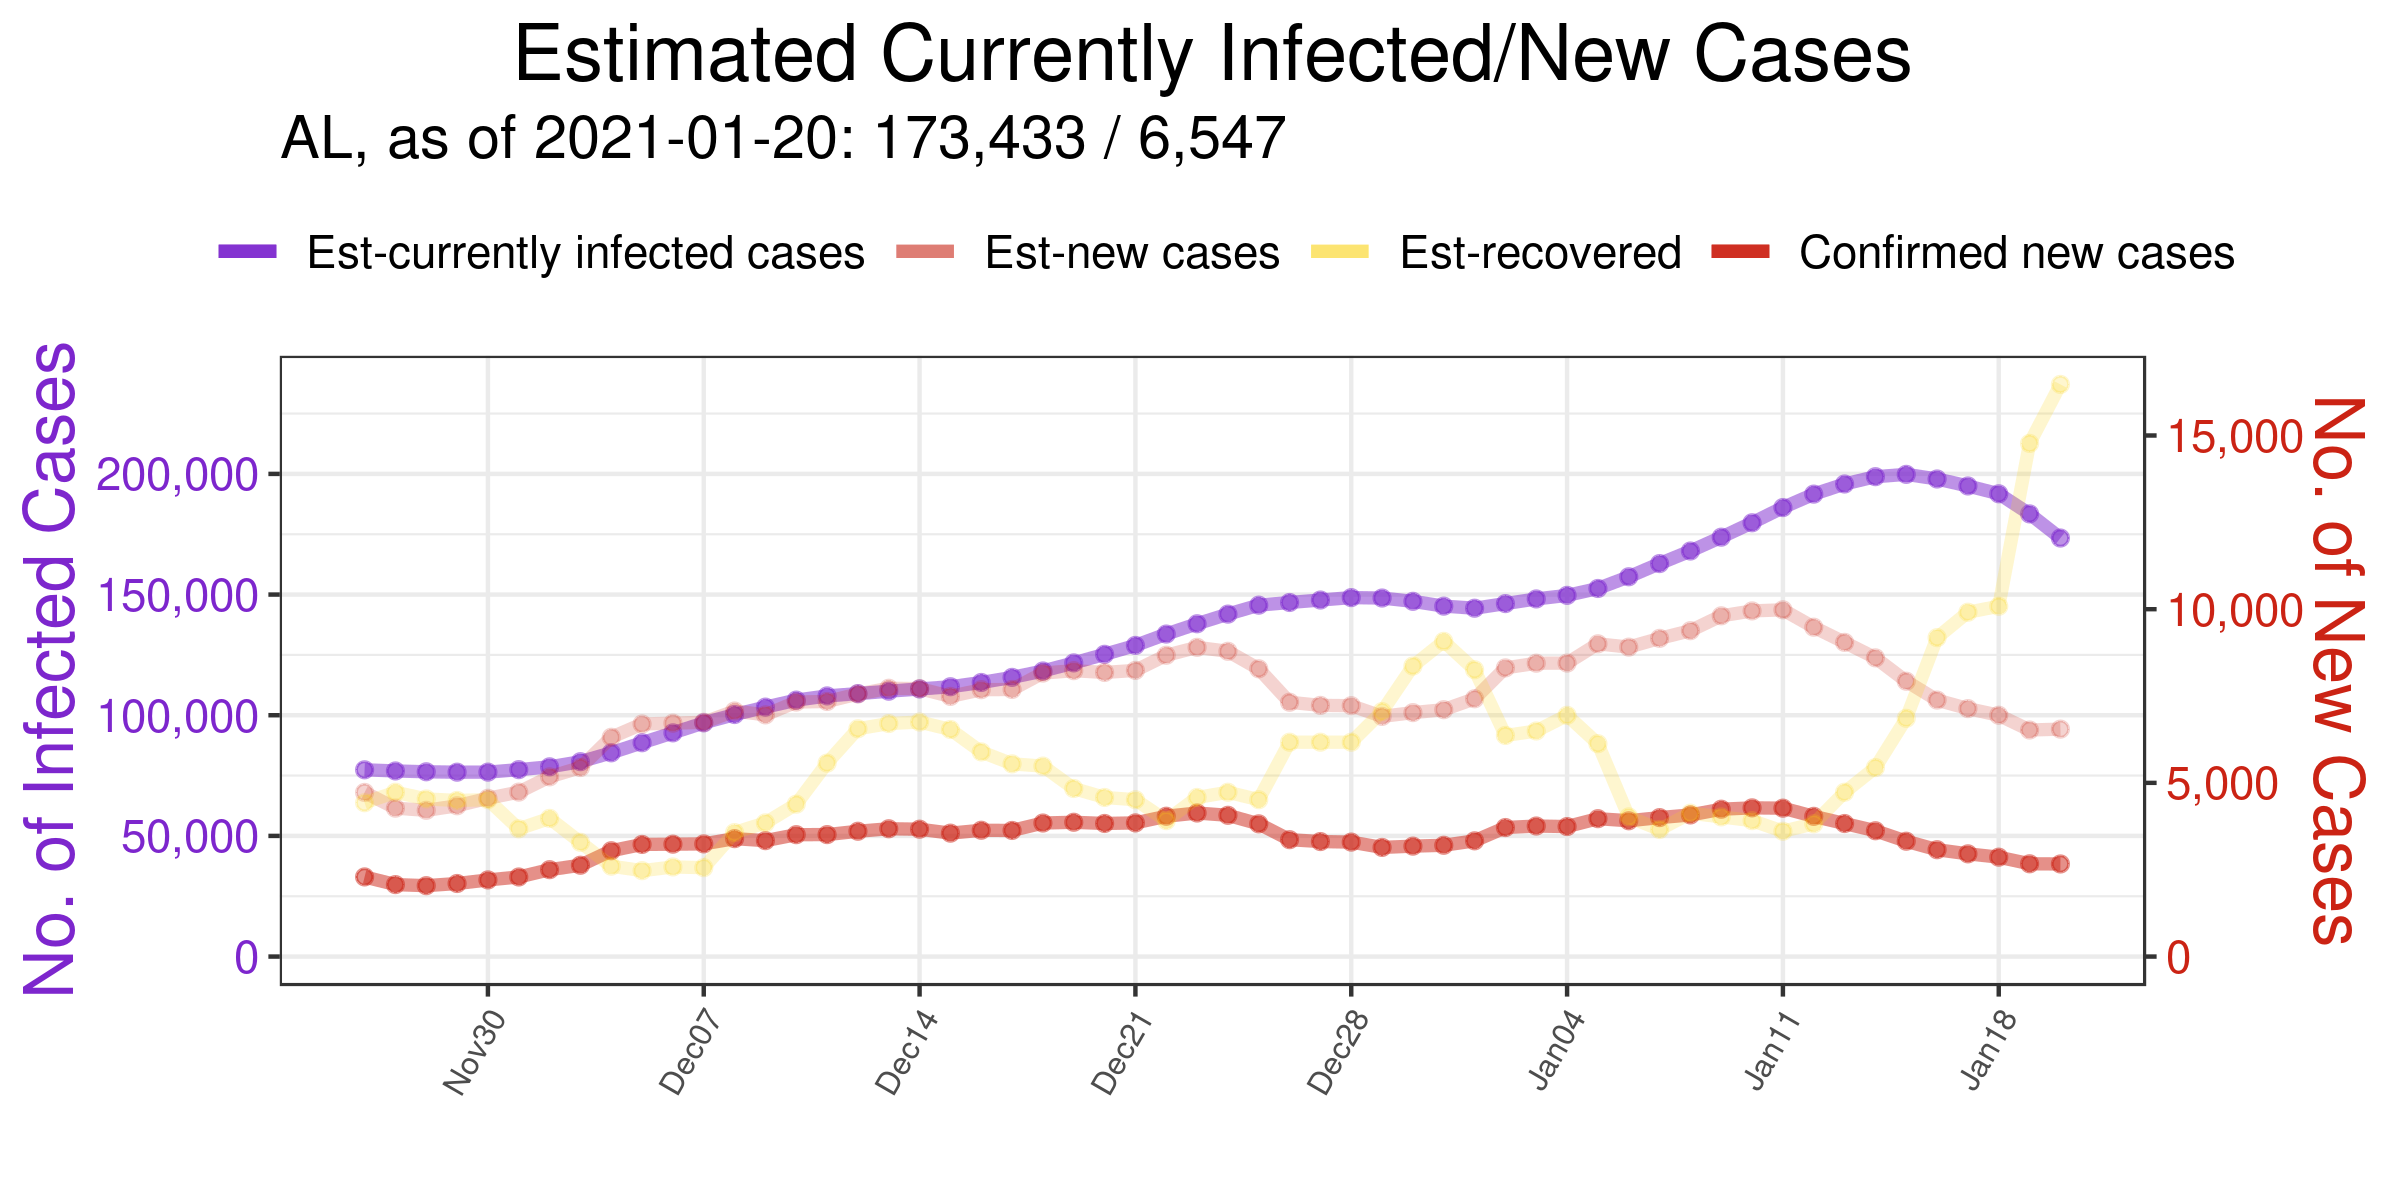 Estimated Currently Infected/New Cases
AL, as of 2021-01-20: 173,433 / 6,547
Est-currently infected cases Est-new cases Est-recovered Confirmed new cases
No. of Infected Cases
200,000
150,000
100,000
50,000
0
15,000
10,000
5,000
0
No. of New Cases
Nov30 Dec07 Dec14 Dec21 Dec28 Jan04 Jan11 Jan18